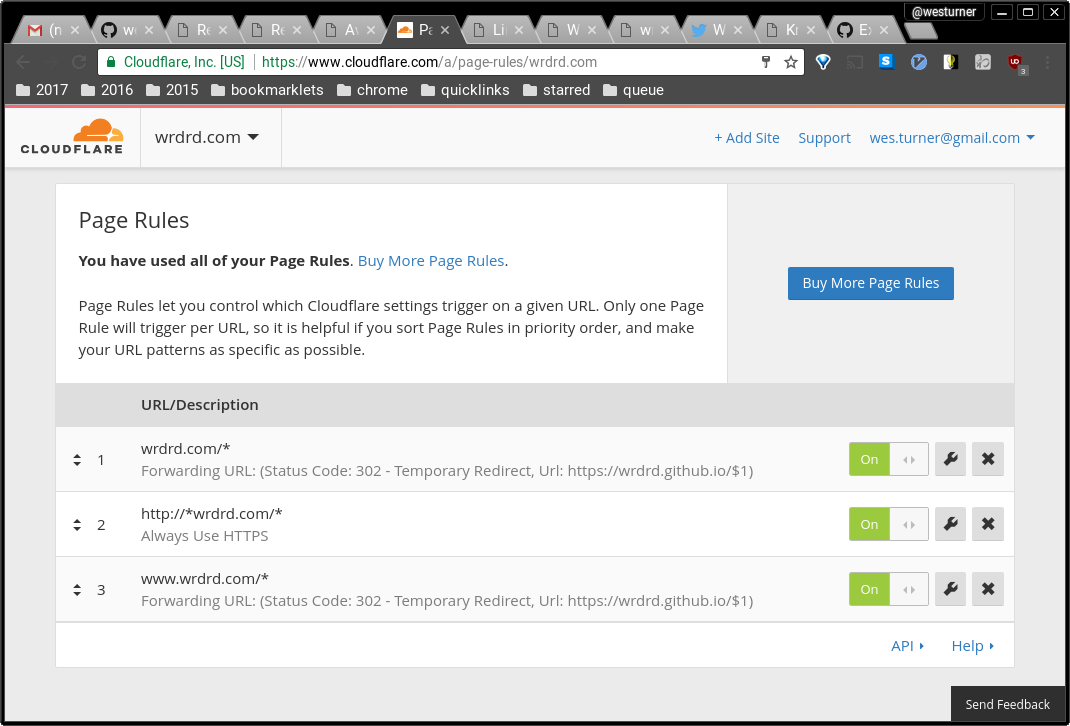 @westurner
(n
w
Re
Re
Av
Pa
Li
W
wi
W
Ex
Cloudflare, Inc. [US] https://www.cloudflare.com/a/page-rules/wrdrd.com
2017 2016 2015 bookmarklets chrome quicklinks starred queue
CLOUDFLARE
wrdrd.com
+ Add Site Support wes.turner@gmail.com
Page Rules
You have used all of your Page Rules. Buy More Page Rules.
Buy More Page Rules
Page Rules let you control which Cloudflare settings trigger on a given URL. Only one Page
Rule will trigger per URL, so it is helpful if you sort Page Rules in priority order, and make
your URL patterns as specific as possible.
URL/Description
1 wrdrd.com/* On
Forwarding URL: (Status Code: 302 - Temporary Redirect, Url: https://wrdrd.github.io/$1)
2 http://*wrdrd.com/* On
Always Use HTTPS
3 www.wrdrd.com/* On
Forwarding URL: (Status Code: 302 - Temporary Redirect, Url: https://wrdrd.github.io/$1)
API Help
Send Feedback